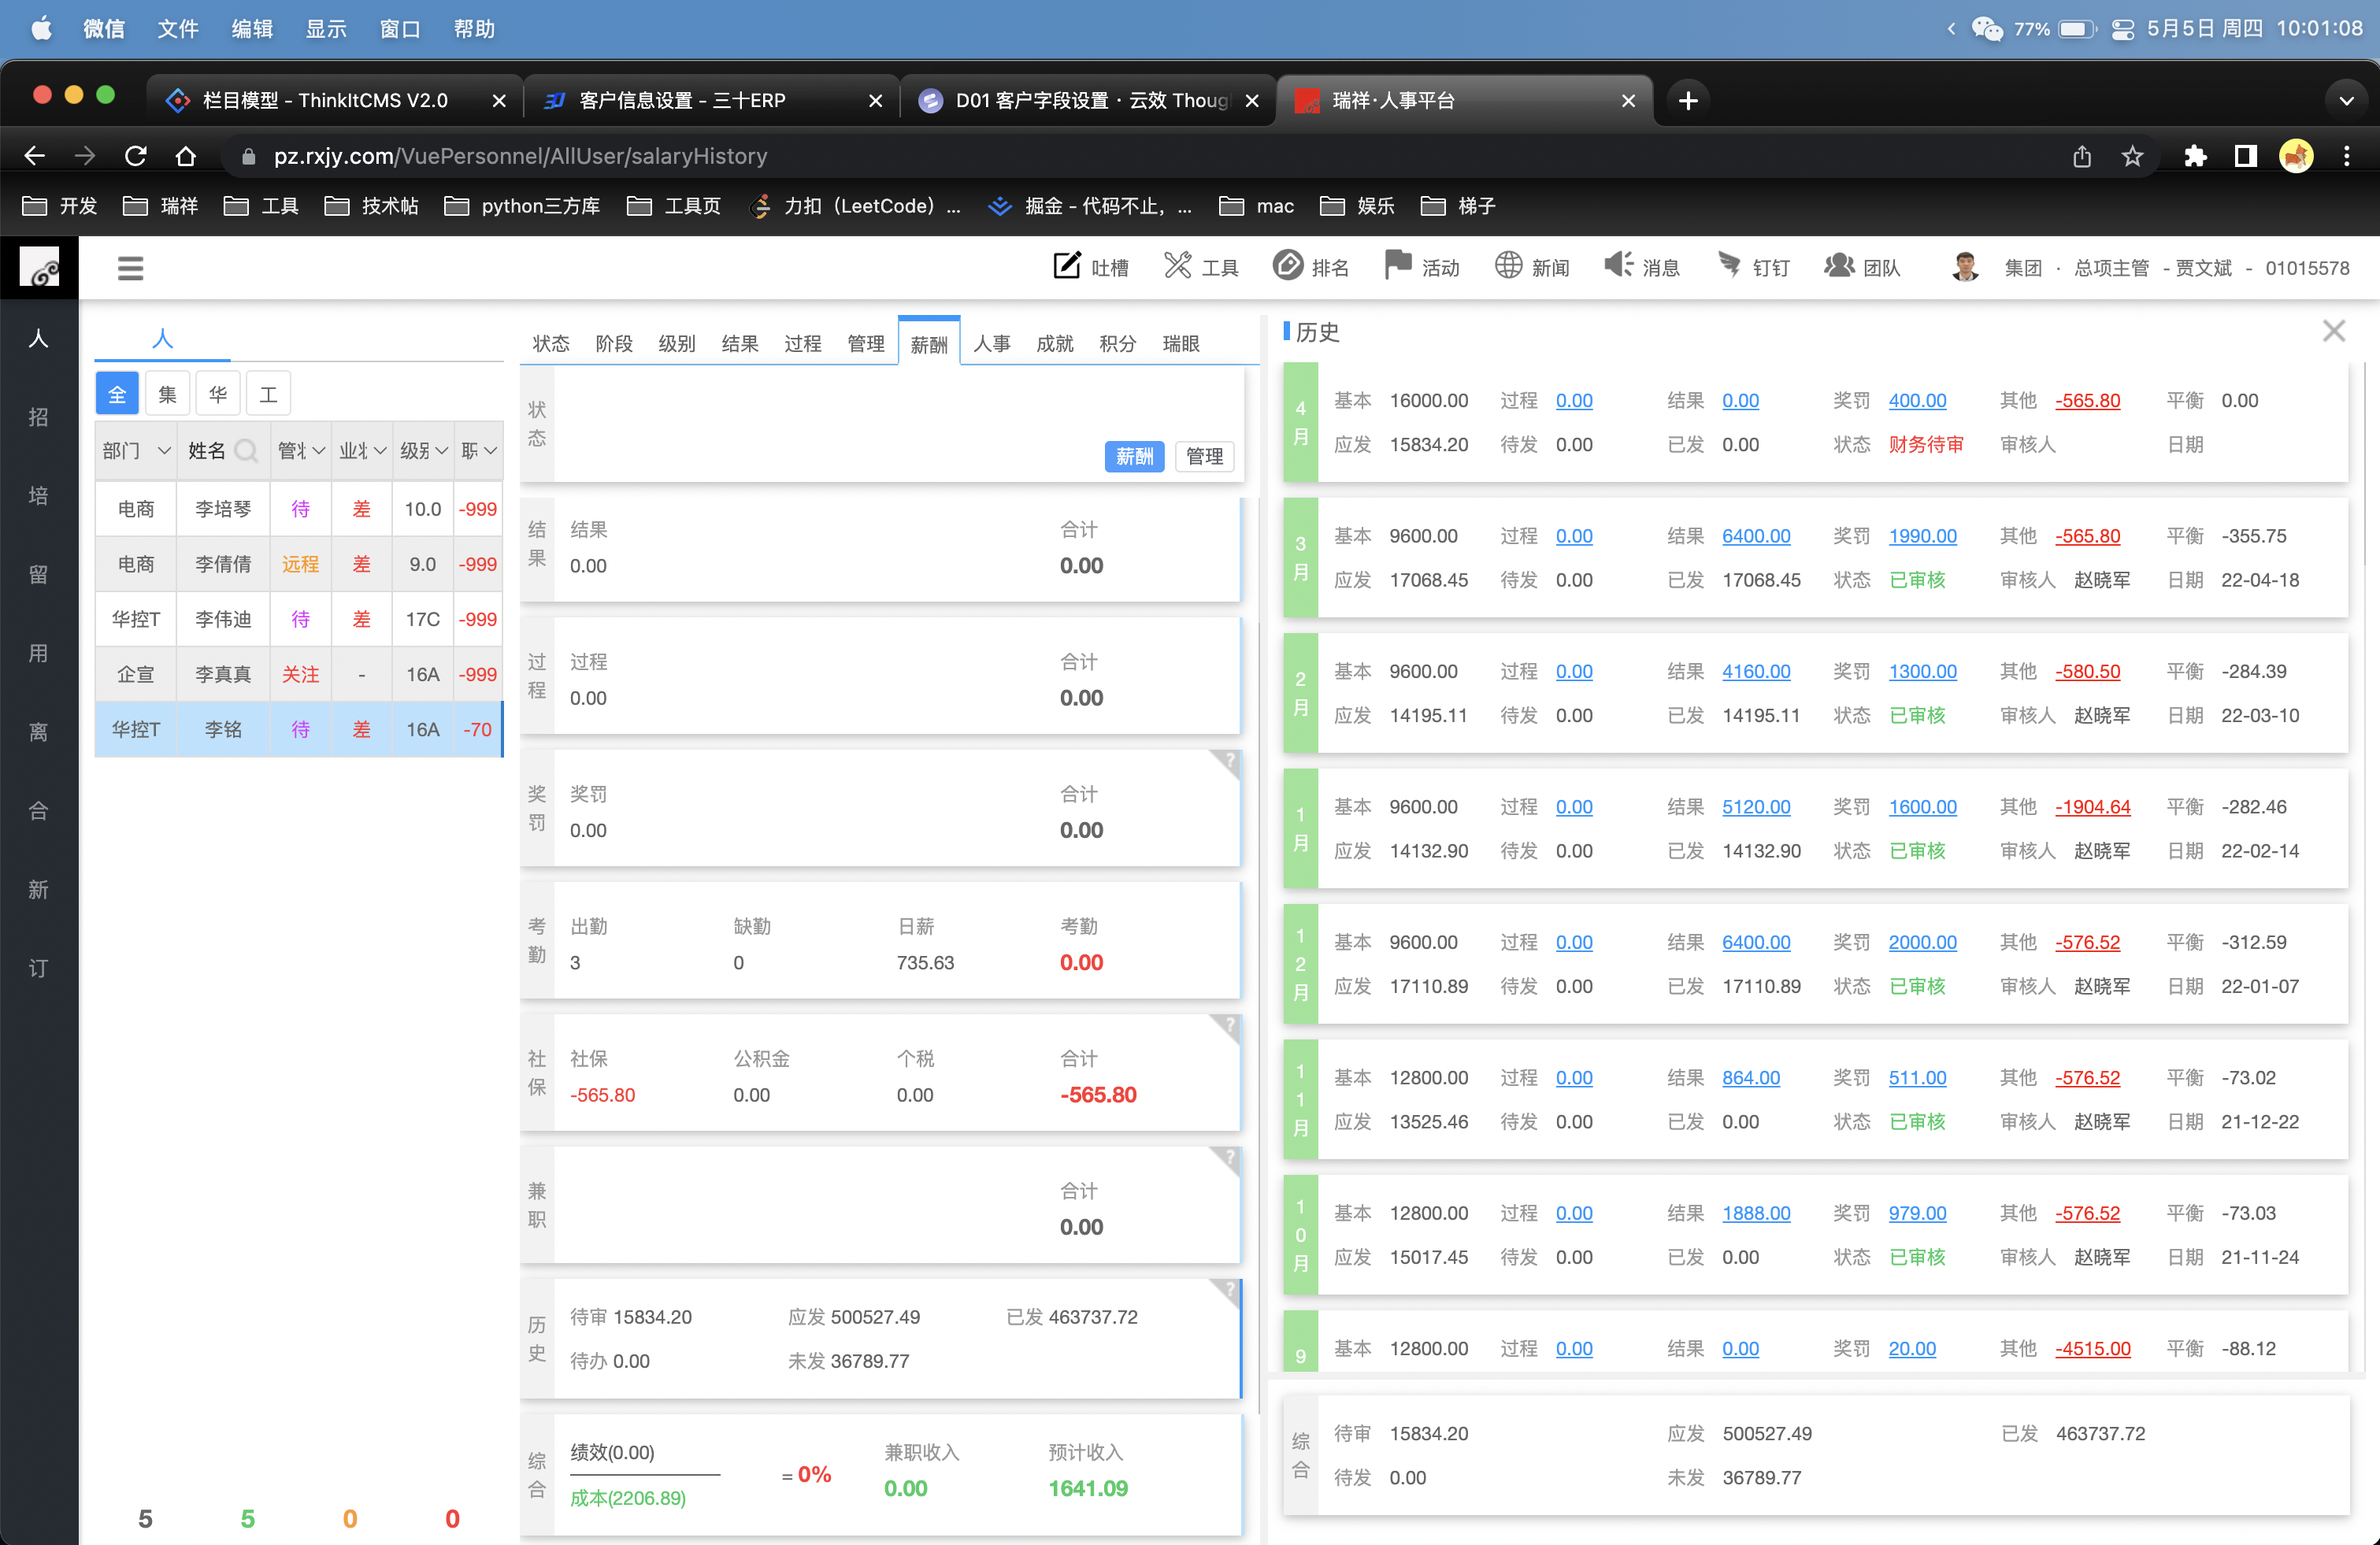 微信 文件 编辑 显示 窗口 帮助 77% 5月5日 周四 10:01:08
栏目模型 - ThinkItCMS V2.0 客户信息设置 - 三十ERP D01 客户字段设置 · 云效 Thoug 瑞祥·人事平台
pz.rxjy.com/VuePersonnel/AllUser/salaryHistory
开发 瑞祥 工具 技术帖 python三方库 工具页 力扣（LeetCode）... 掘金 - 代码不止，... mac 娱乐 梯子
吐槽 工具 排名 活动 新闻 消息 钉钉 团队 集团 · 总项主管 - 贾文斌 - 01015578
人
招
培
留
用
离
合
新
订
人
全 集 华 工
部门 姓名 管 业 级 职
电商 李培琴 待 差 10.0 -999
电商 李倩倩 远程 差 9.0 -999
华控T 李伟迪 待 差 17C -999
企宣 李真真 关注 - 16A -999
华控T 李铭 待 差 16A -70
5 5 0 0
状态 阶段 级别 结果 过程 管理 薪酬 人事 成就 积分 瑞眼
状态
薪酬 管理
结果
结果 合计
0.00 0.00
过程
过程 合计
0.00 0.00
奖罚
?
奖罚 合计
0.00 0.00
考勤
出勤 缺勤 日薪 考勤
3 0 735.63 0.00
社保
?
社保 公积金 个税 合计
-565.80 0.00 0.00 -565.80
兼职
?
合计
0.00
历史
?
待审 15834.20 应发 500527.49 已发 463737.72
待办 0.00 未发 36789.77
综合
绩效(0.00) 兼职收入 预计收入
= 0%
成本(2206.89) 0.00 1641.09
历史
4月
基本 16000.00 过程 0.00 结果 0.00 奖罚 400.00 其他 -565.80 平衡 0.00
应发 15834.20 待发 0.00 已发 0.00 状态 财务待审 审核人 日期
3月
基本 9600.00 过程 0.00 结果 6400.00 奖罚 1990.00 其他 -565.80 平衡 -355.75
应发 17068.45 待发 0.00 已发 17068.45 状态 已审核 审核人 赵晓军 日期 22-04-18
2月
基本 9600.00 过程 0.00 结果 4160.00 奖罚 1300.00 其他 -580.50 平衡 -284.39
应发 14195.11 待发 0.00 已发 14195.11 状态 已审核 审核人 赵晓军 日期 22-03-10
1月
基本 9600.00 过程 0.00 结果 5120.00 奖罚 1600.00 其他 -1904.64 平衡 -282.46
应发 14132.90 待发 0.00 已发 14132.90 状态 已审核 审核人 赵晓军 日期 22-02-14
12月
基本 9600.00 过程 0.00 结果 6400.00 奖罚 2000.00 其他 -576.52 平衡 -312.59
应发 17110.89 待发 0.00 已发 17110.89 状态 已审核 审核人 赵晓军 日期 22-01-07
11月
基本 12800.00 过程 0.00 结果 864.00 奖罚 511.00 其他 -576.52 平衡 -73.02
应发 13525.46 待发 0.00 已发 0.00 状态 已审核 审核人 赵晓军 日期 21-12-22
10月
基本 12800.00 过程 0.00 结果 1888.00 奖罚 979.00 其他 -576.52 平衡 -73.03
应发 15017.45 待发 0.00 已发 0.00 状态 已审核 审核人 赵晓军 日期 21-11-24
9
基本 12800.00 过程 0.00 结果 0.00 奖罚 20.00 其他 -4515.00 平衡 -88.12
综合
待审 15834.20 应发 500527.49 已发 463737.72
待发 0.00 未发 36789.77